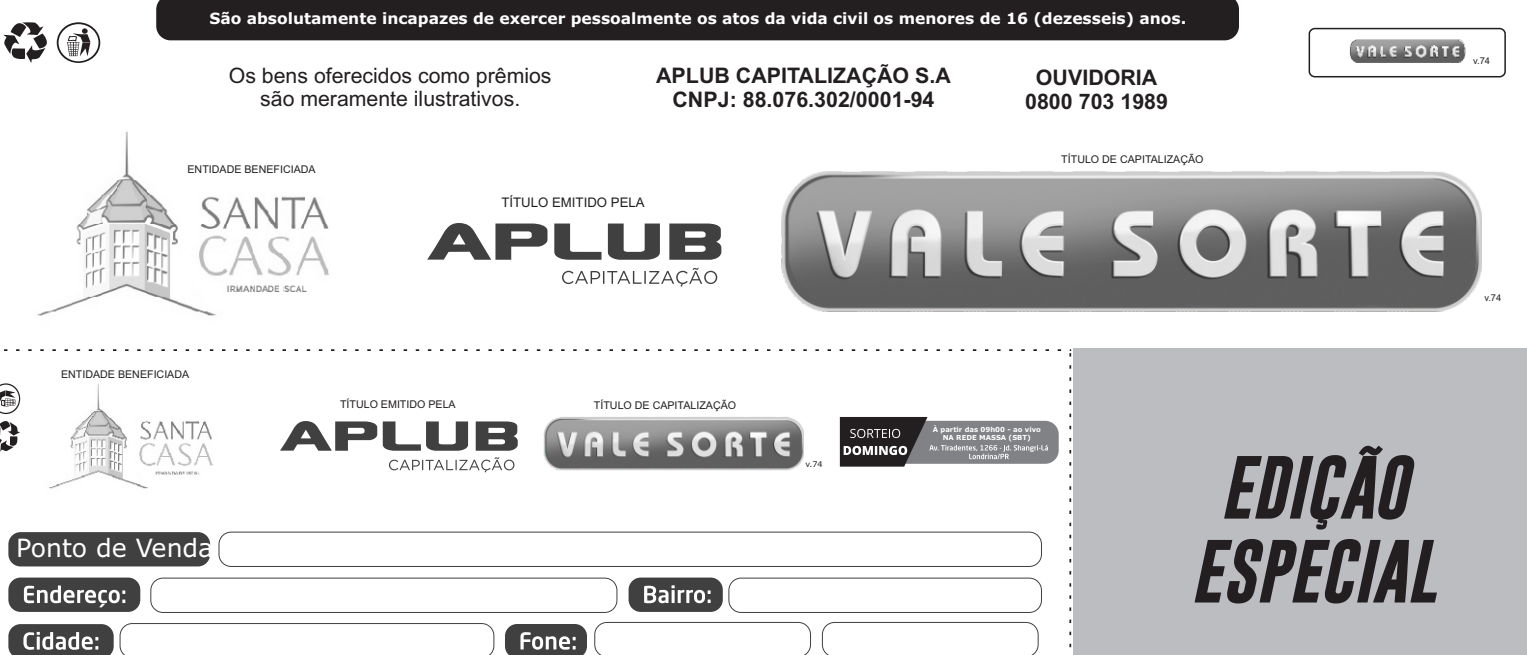 São absolutamente incapazes de exercer pessoalmente os atos da vida civil os menores de 16 (dezesseis) anos.
VALE SORTE
v.74
Os bens oferecidos como prêmios
são meramente ilustrativos.
APLUB CAPITALIZAÇÃO S.A
CNPJ: 88.076.302/0001-94
OUVIDORIA
0800 703 1989
ENTIDADE BENEFICIADA
SANTA
CASA
IRMANDADE ISCAL
TÍTULO EMITIDO PELA
APLUB
CAPITALIZAÇÃO
TÍTULO DE CAPITALIZAÇÃO
VALE SORTE
v.74
ENTIDADE BENEFICIADA
SANTA
CASA
TÍTULO EMITIDO PELA
APLUB
CAPITALIZAÇÃO
TÍTULO DE CAPITALIZAÇÃO
VALE SORTE
v.74
SORTEIO
DOMINGO
À partir das 09h00 - ao vivo
NA REDE MASSA (SBT)
Av. Tiradentes, 1266 - Jd. Shangri-Lá
Londrina/PR
EDIÇÃO
ESPECIAL
Ponto de Venda
Endereço:
Bairro:
Cidade:
Fone: